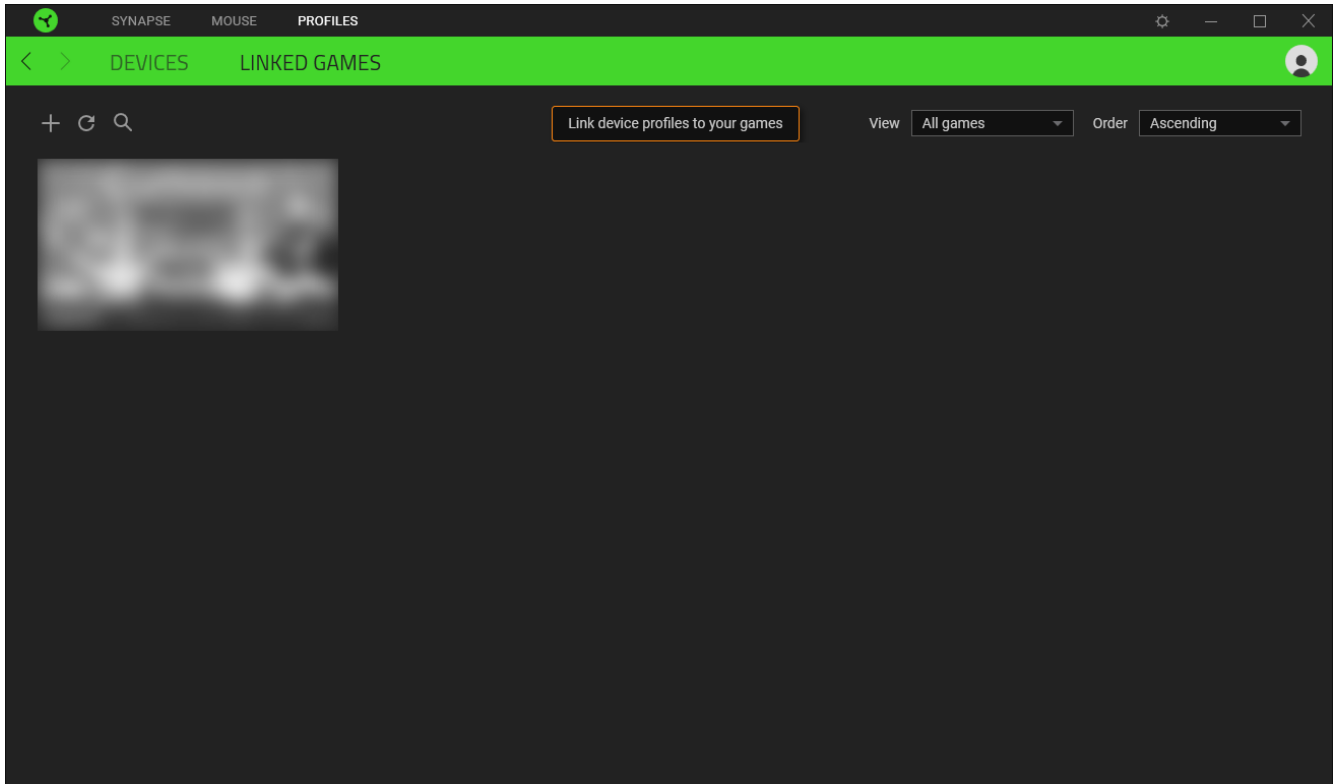 SYNAPSE MOUSE PROFILES
DEVICES LINKED GAMES
Link device profiles to your games View All games Order Ascending